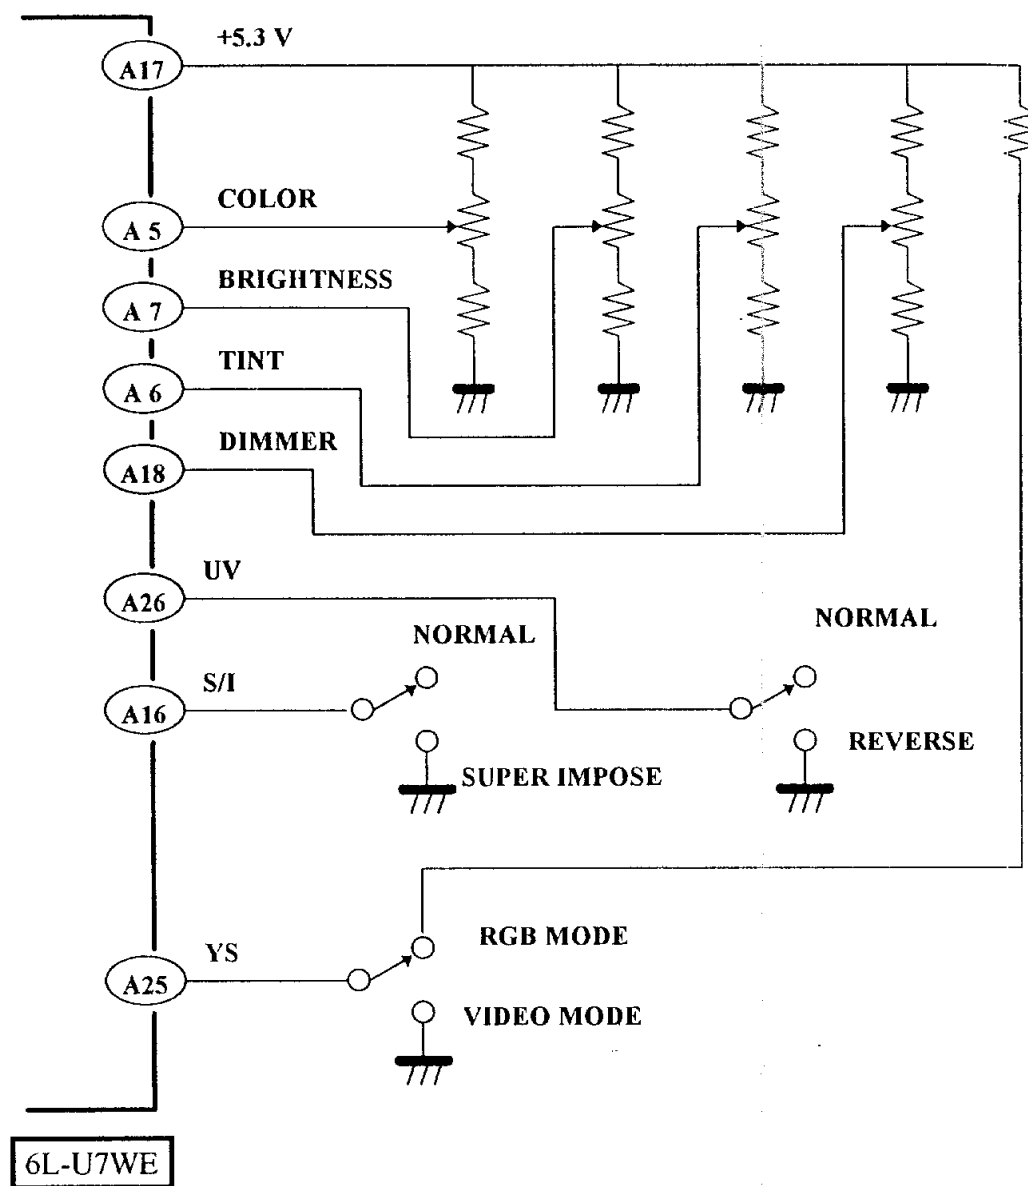 +5.3 V
A17
COLOR
A 5
BRIGHTNESS
A 7
TINT
A 6
DIMMER
A18
UV
A26
NORMAL
NORMAL
S/I
A16
REVERSE
SUPER IMPOSE
RGB MODE
YS
A25
VIDEO MODE
6L-U7WE